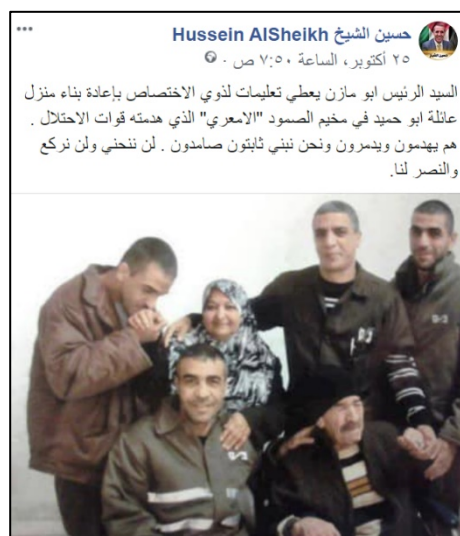 حسين الشيخ Hussein AlSheikh
٢٥ أكتوبر، الساعة ٧:٥٠ ص ·
السيد الرئيس ابو مازن يعطي تعليمات لذوي الاختصاص بإعادة بناء منزل
عائلة ابو حميد في مخيم الصمود "الامعري" الذي هدمته قوات الاحتلال .
هم يهدمون ويدمرون ونحن نبني ثابتون صامدون . لن ننحني ولن نركع
والنصر لنا.